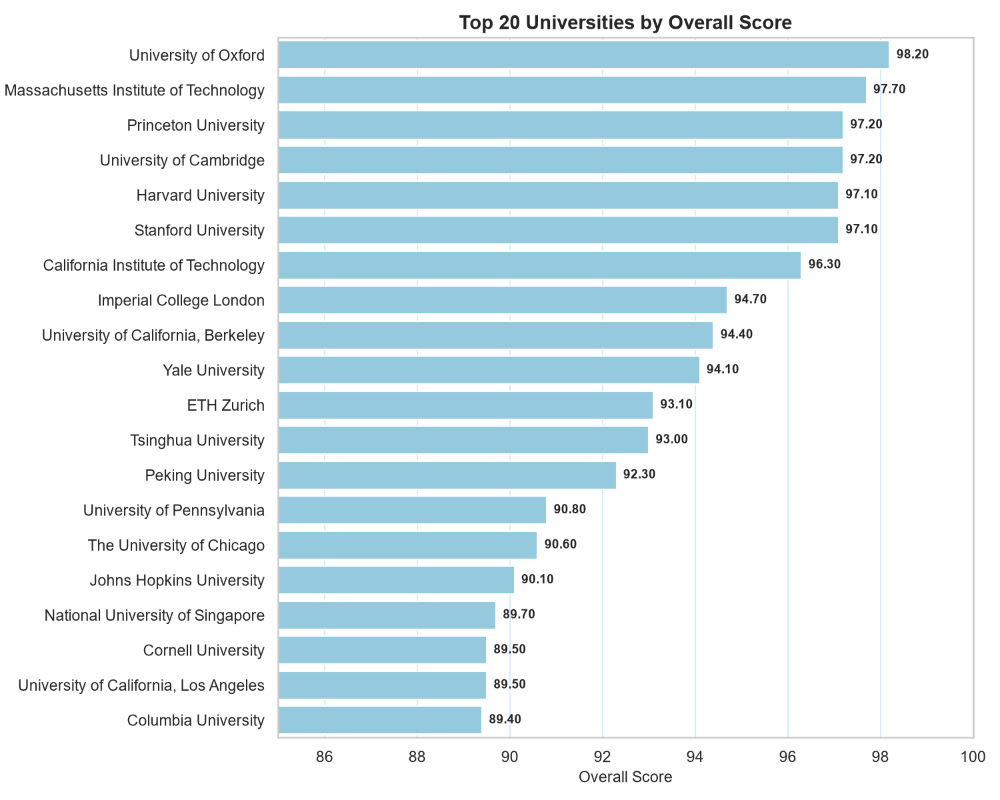 Top 20 Universities by Overall Score
University of Oxford 98.20
Massachusetts Institute of Technology 97.70
Princeton University 97.20
University of Cambridge 97.20
Harvard University 97.10
Stanford University 97.10
California Institute of Technology 96.30
Imperial College London 94.70
University of California, Berkeley 94.40
Yale University 94.10
ETH Zurich 93.10
Tsinghua University 93.00
Peking University 92.30
University of Pennsylvania 90.80
The University of Chicago 90.60
Johns Hopkins University 90.10
National University of Singapore 89.70
Cornell University 89.50
University of California, Los Angeles 89.50
Columbia University 89.40
86 88 90 92 94 96 98 100
Overall Score